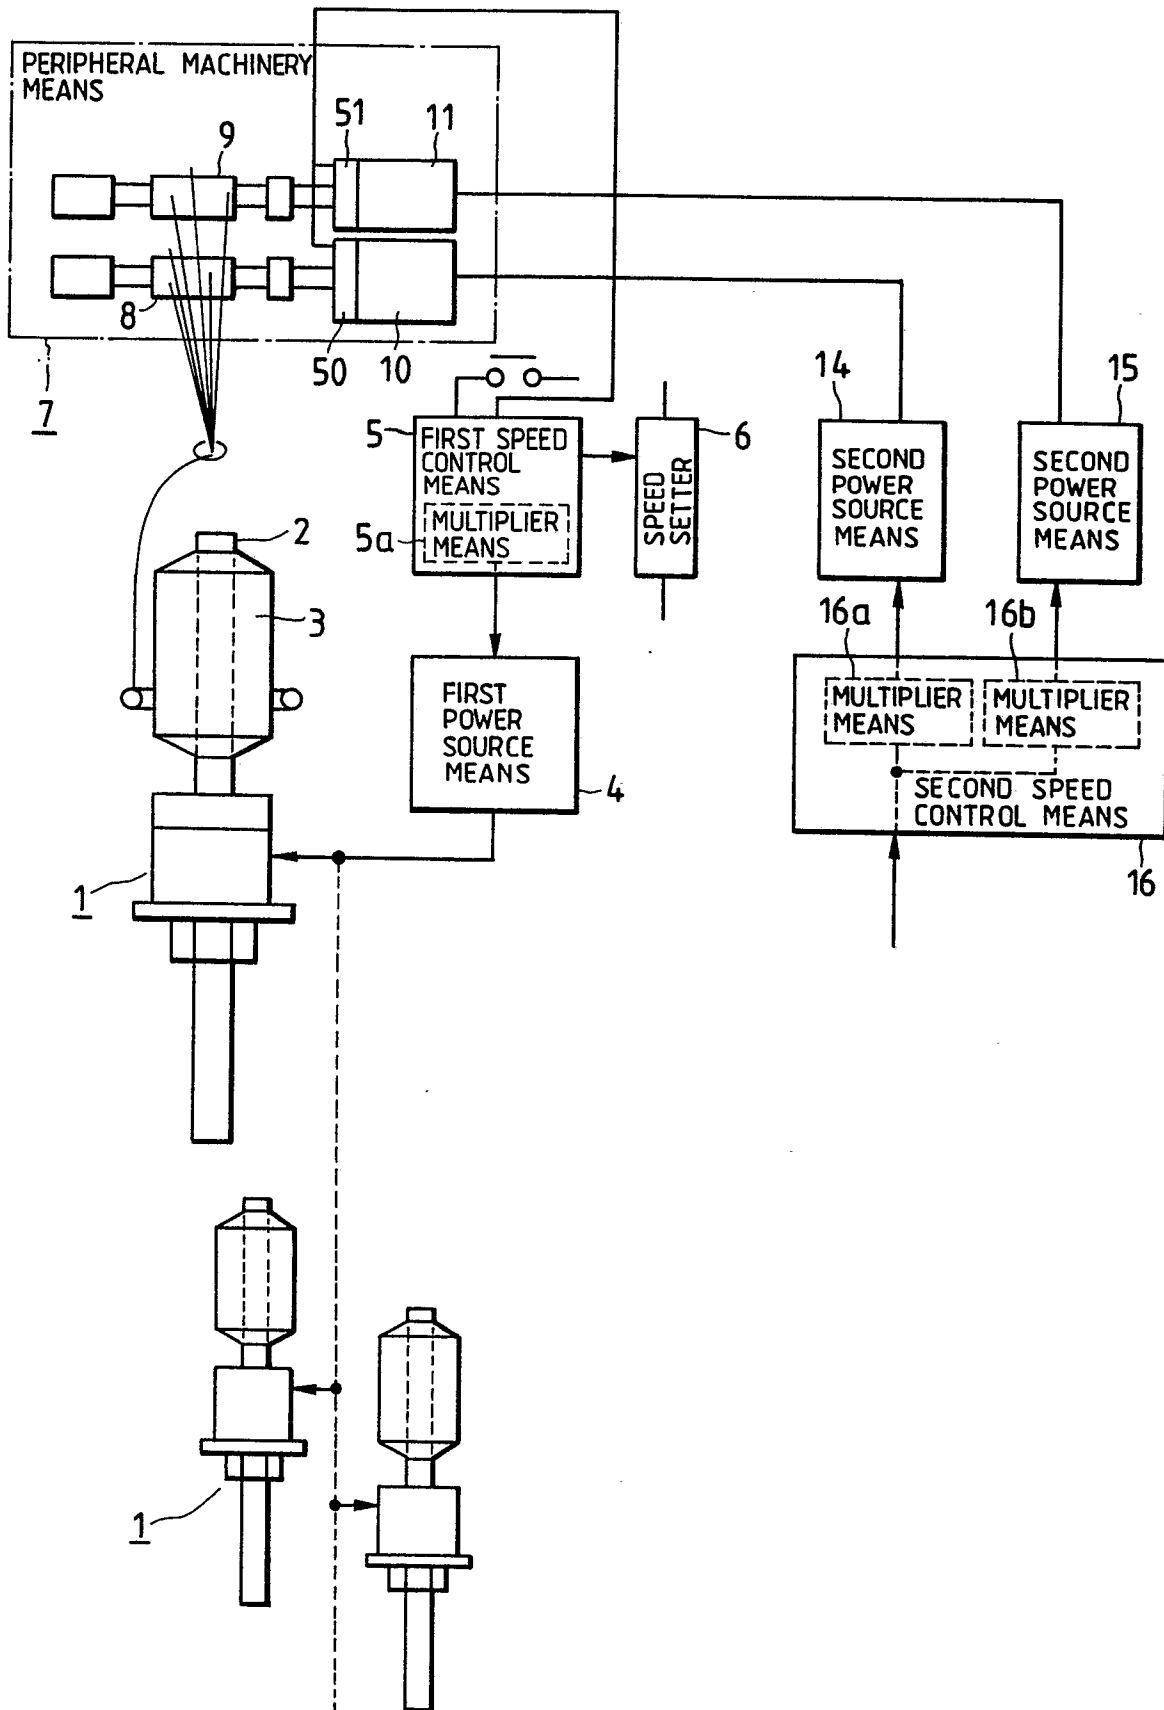 PERIPHERAL MACHINERY
MEANS
9
51
11
8
50
10
7
14
15
5
FIRST SPEED
CONTROL
MEANS
5a
MULTIPLIER
MEANS
SPEED
SETTER
6
SECOND
POWER
SOURCE
MEANS
SECOND
POWER
SOURCE
MEANS
2
3
16a
16b
FIRST
POWER
SOURCE
MEANS
4
MULTIPLIER
MEANS
MULTIPLIER
MEANS
SECOND SPEED
CONTROL MEANS
16
1
1